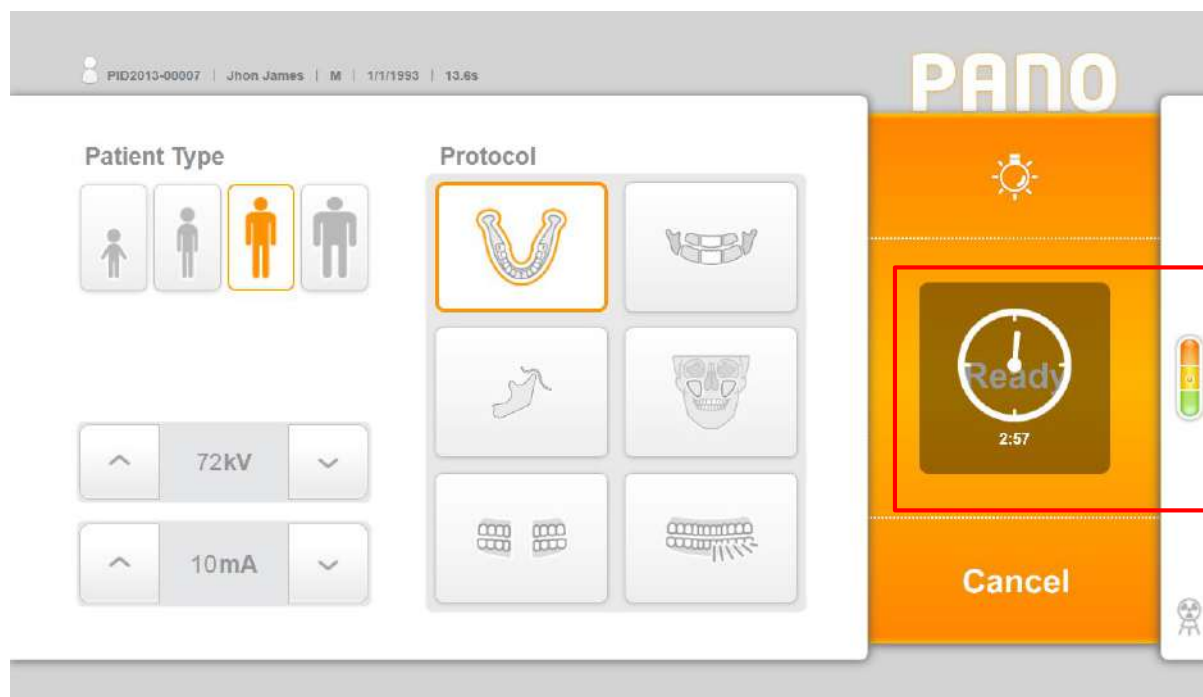 PID2013-00007 | Jhon James | M | 1/1/1993 | 13.6s
PANO
Patient Type
Protocol
Ready
2:57
72kV
10mA
Cancel